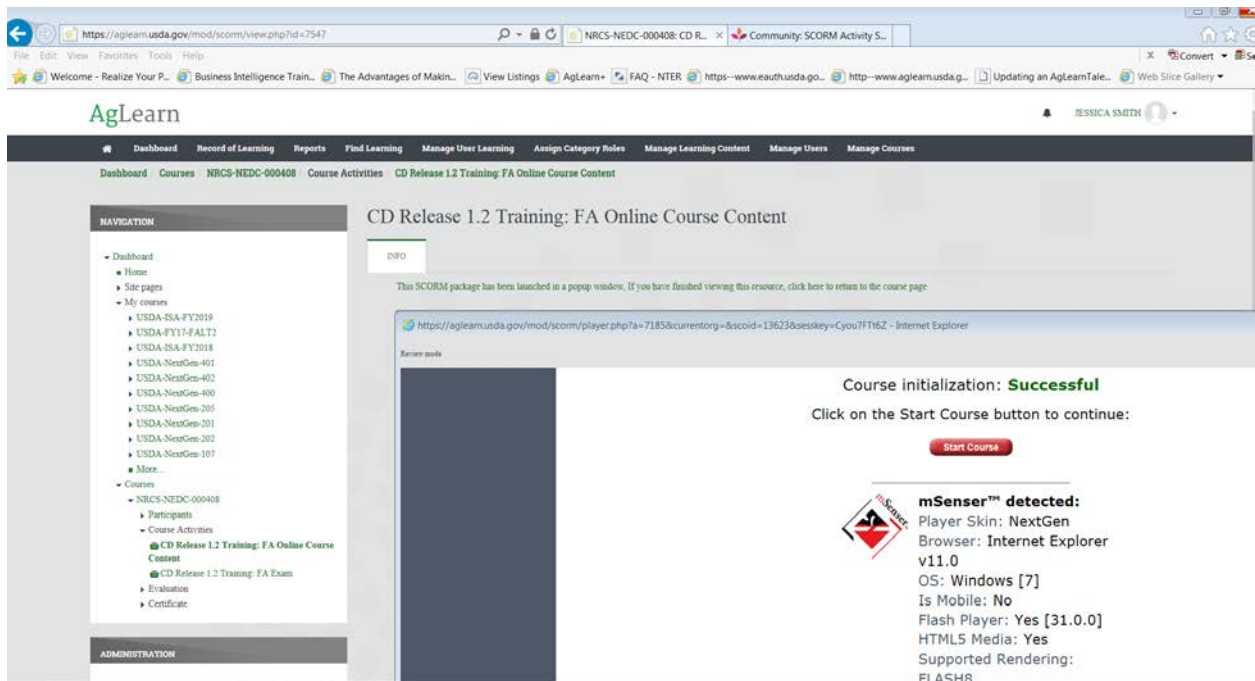 https://aglearn.usda.gov/mod/scorm/view.php?id=7547
NRCS-NEDC-000408: CD R...
Community: SCORM Activity S...
File Edit View Favorites Tools Help
Convert
Welcome - Realize Your P...
Business Intelligence Train...
The Advantages of Makin...
View Listings
AgLearn+
FAQ - NTER
https--www.eauth.usda.go...
http--www.aglearn.usda.g...
Updating an AgLearnTale...
Web Slice Gallery
AgLearn
JESSICA SMITH
Dashboard Record of Learning Reports Find Learning Manage User Learning Assign Category Roles Manage Learning Content Manage Users Manage Courses
Dashboard Courses NRCS-NEDC-000408 Course Activities CD Release 1.2 Training: FA Online Course Content
NAVIGATION
Dashboard
Home
Site pages
My courses
USDA-ISA-FY2019
USDA-FY17-FALT2
USDA-ISA-FY2018
USDA-NextGen-401
USDA-NextGen-402
USDA-NextGen-400
USDA-NextGen-205
USDA-NextGen-201
USDA-NextGen-202
USDA-NextGen-107
More...
Courses
NRCS-NEDC-000408
Participants
Course Activities
CD Release 1.2 Training: FA Online Course
Content
CD Release 1.2 Training: FA Exam
Evaluation
Certificate
ADMINISTRATION
CD Release 1.2 Training: FA Online Course Content
INFO
This SCORM package has been launched in a popup window, If you have finished viewing this resource, click here to return to the course page
https://aglearn.usda.gov/mod/scorm/player.php?a=7185&currentorg=&scoid=13623&sesskey=Cyou7FTt6Z - Internet Explorer
Review mode
Course initialization: Successful
Click on the Start Course button to continue:
Start Course
mSenser
mSenser™ detected:
Player Skin: NextGen
Browser: Internet Explorer
v11.0
OS: Windows [7]
Is Mobile: No
Flash Player: Yes [31.0.0]
HTML5 Media: Yes
Supported Rendering:
FLASH8